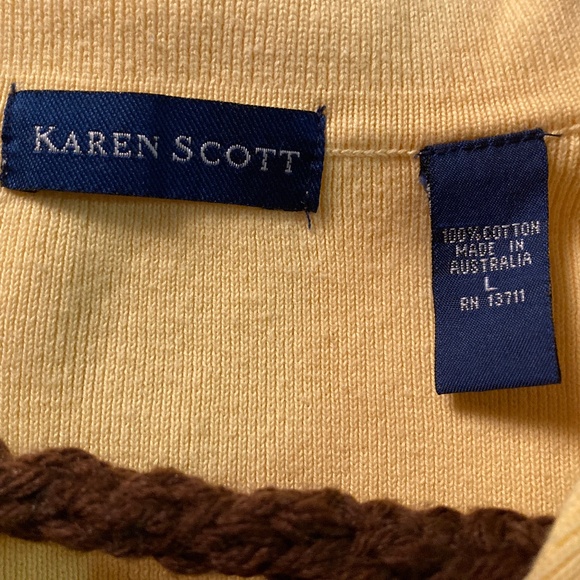 KAREN SCOTT
100% COTTON
MADE IN
AUSTRALIA
L
RN 13711